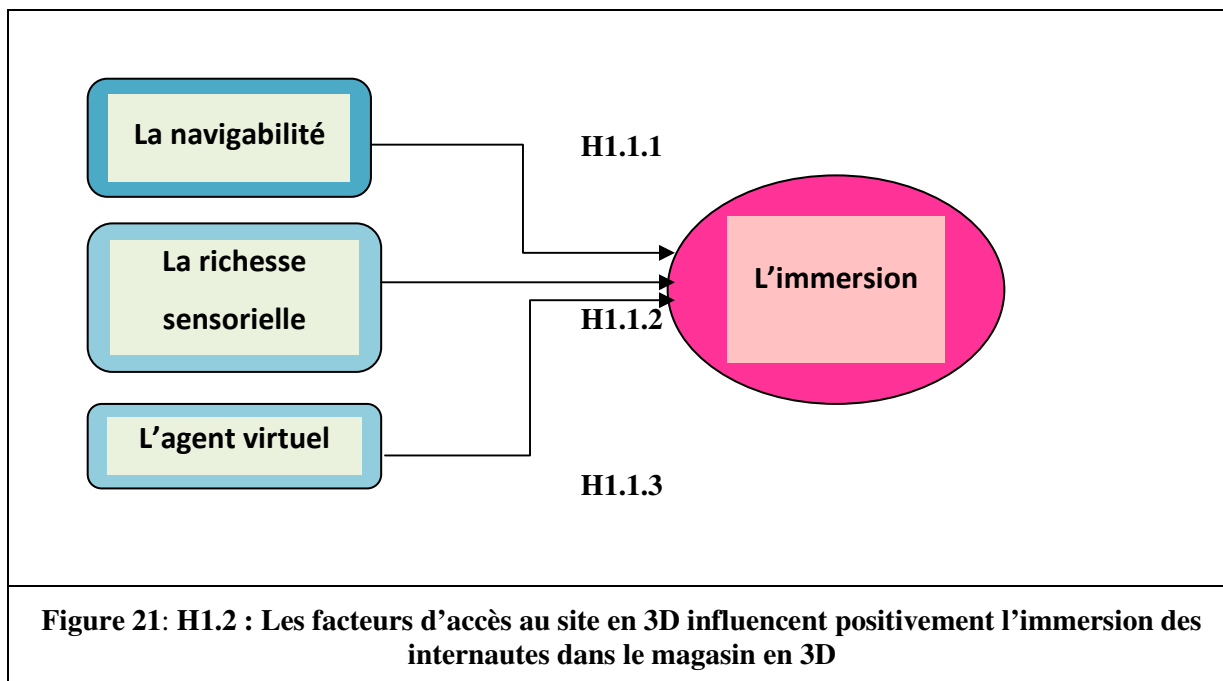 La navigabilité
H1.1.1
La richesse
sensorielle
L’immersion
H1.1.2
L’agent virtuel
H1.1.3
Figure 21: H1.2 : Les facteurs d’accès au site en 3D influencent positivement l’immersion des
internautes dans le magasin en 3D